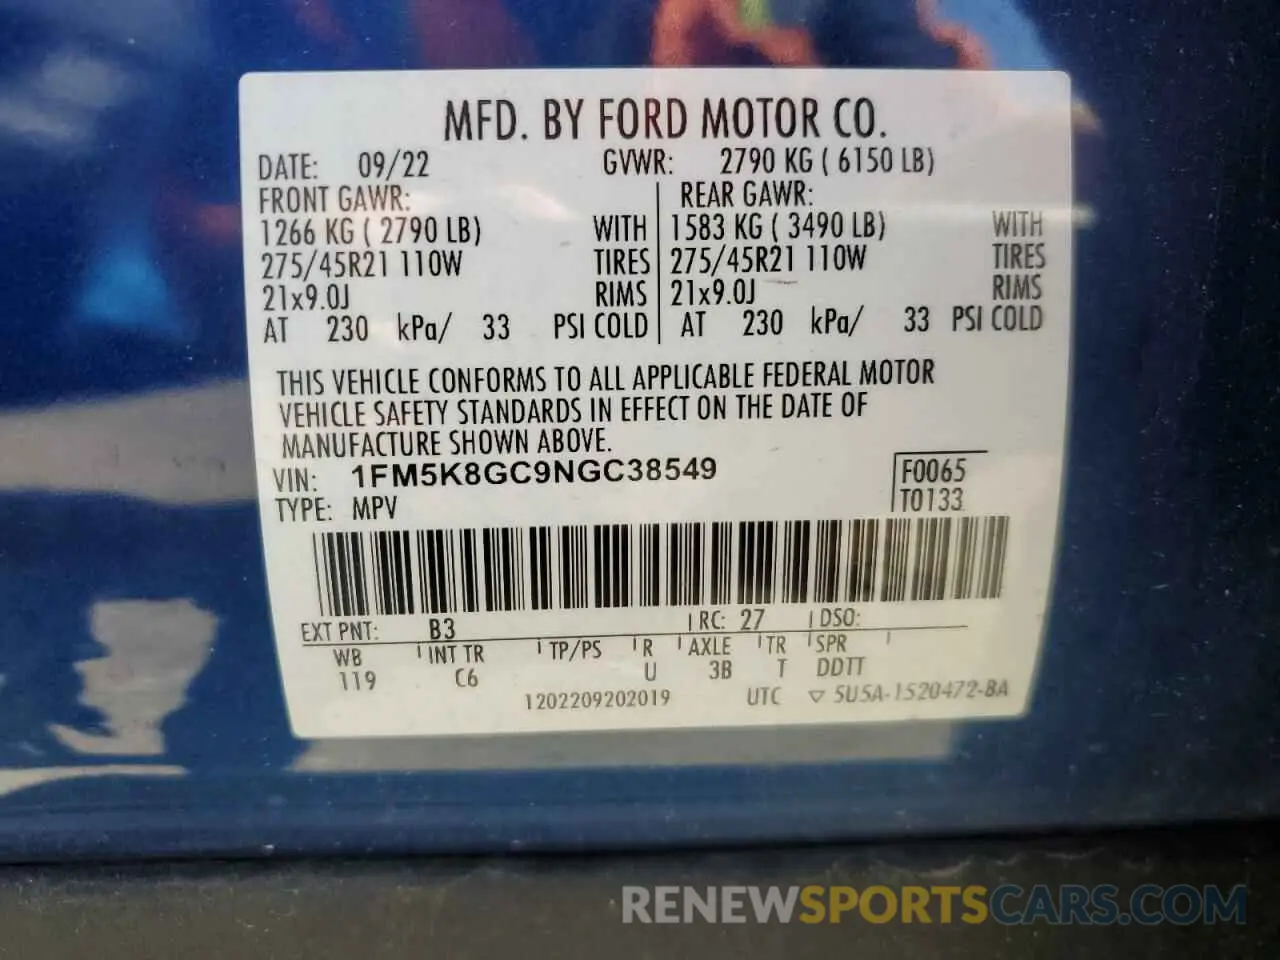 MFD. BY FORD MOTOR CO.
DATE: 09/22 GVWR: 2790 KG ( 6150 LB)
FRONT GAWR: REAR GAWR:
1266 KG ( 2790 LB) WITH 1583 KG ( 3490 LB) WITH
275/45R21 110W TIRES 275/45R21 110W TIRES
21x9.0J RIMS 21x9.0J RIMS
AT 230 kPa/ 33 PSI COLD AT 230 kPa/ 33 PSI COLD
THIS VEHICLE CONFORMS TO ALL APPLICABLE FEDERAL MOTOR
VEHICLE SAFETY STANDARDS IN EFFECT ON THE DATE OF
MANUFACTURE SHOWN ABOVE.
VIN: 1FM5K8GC9NGC38549 F0065
TYPE: MPV T0133
EXT PNT: B3 RC: 27 DSO:
WB INT TR TP/PS R AXLE TR SPR
119 C6 U 3B T DDTT
1202209202019 UTC ▽ 5U5A-1520472-BA
RENEWSPORTSCARS.COM